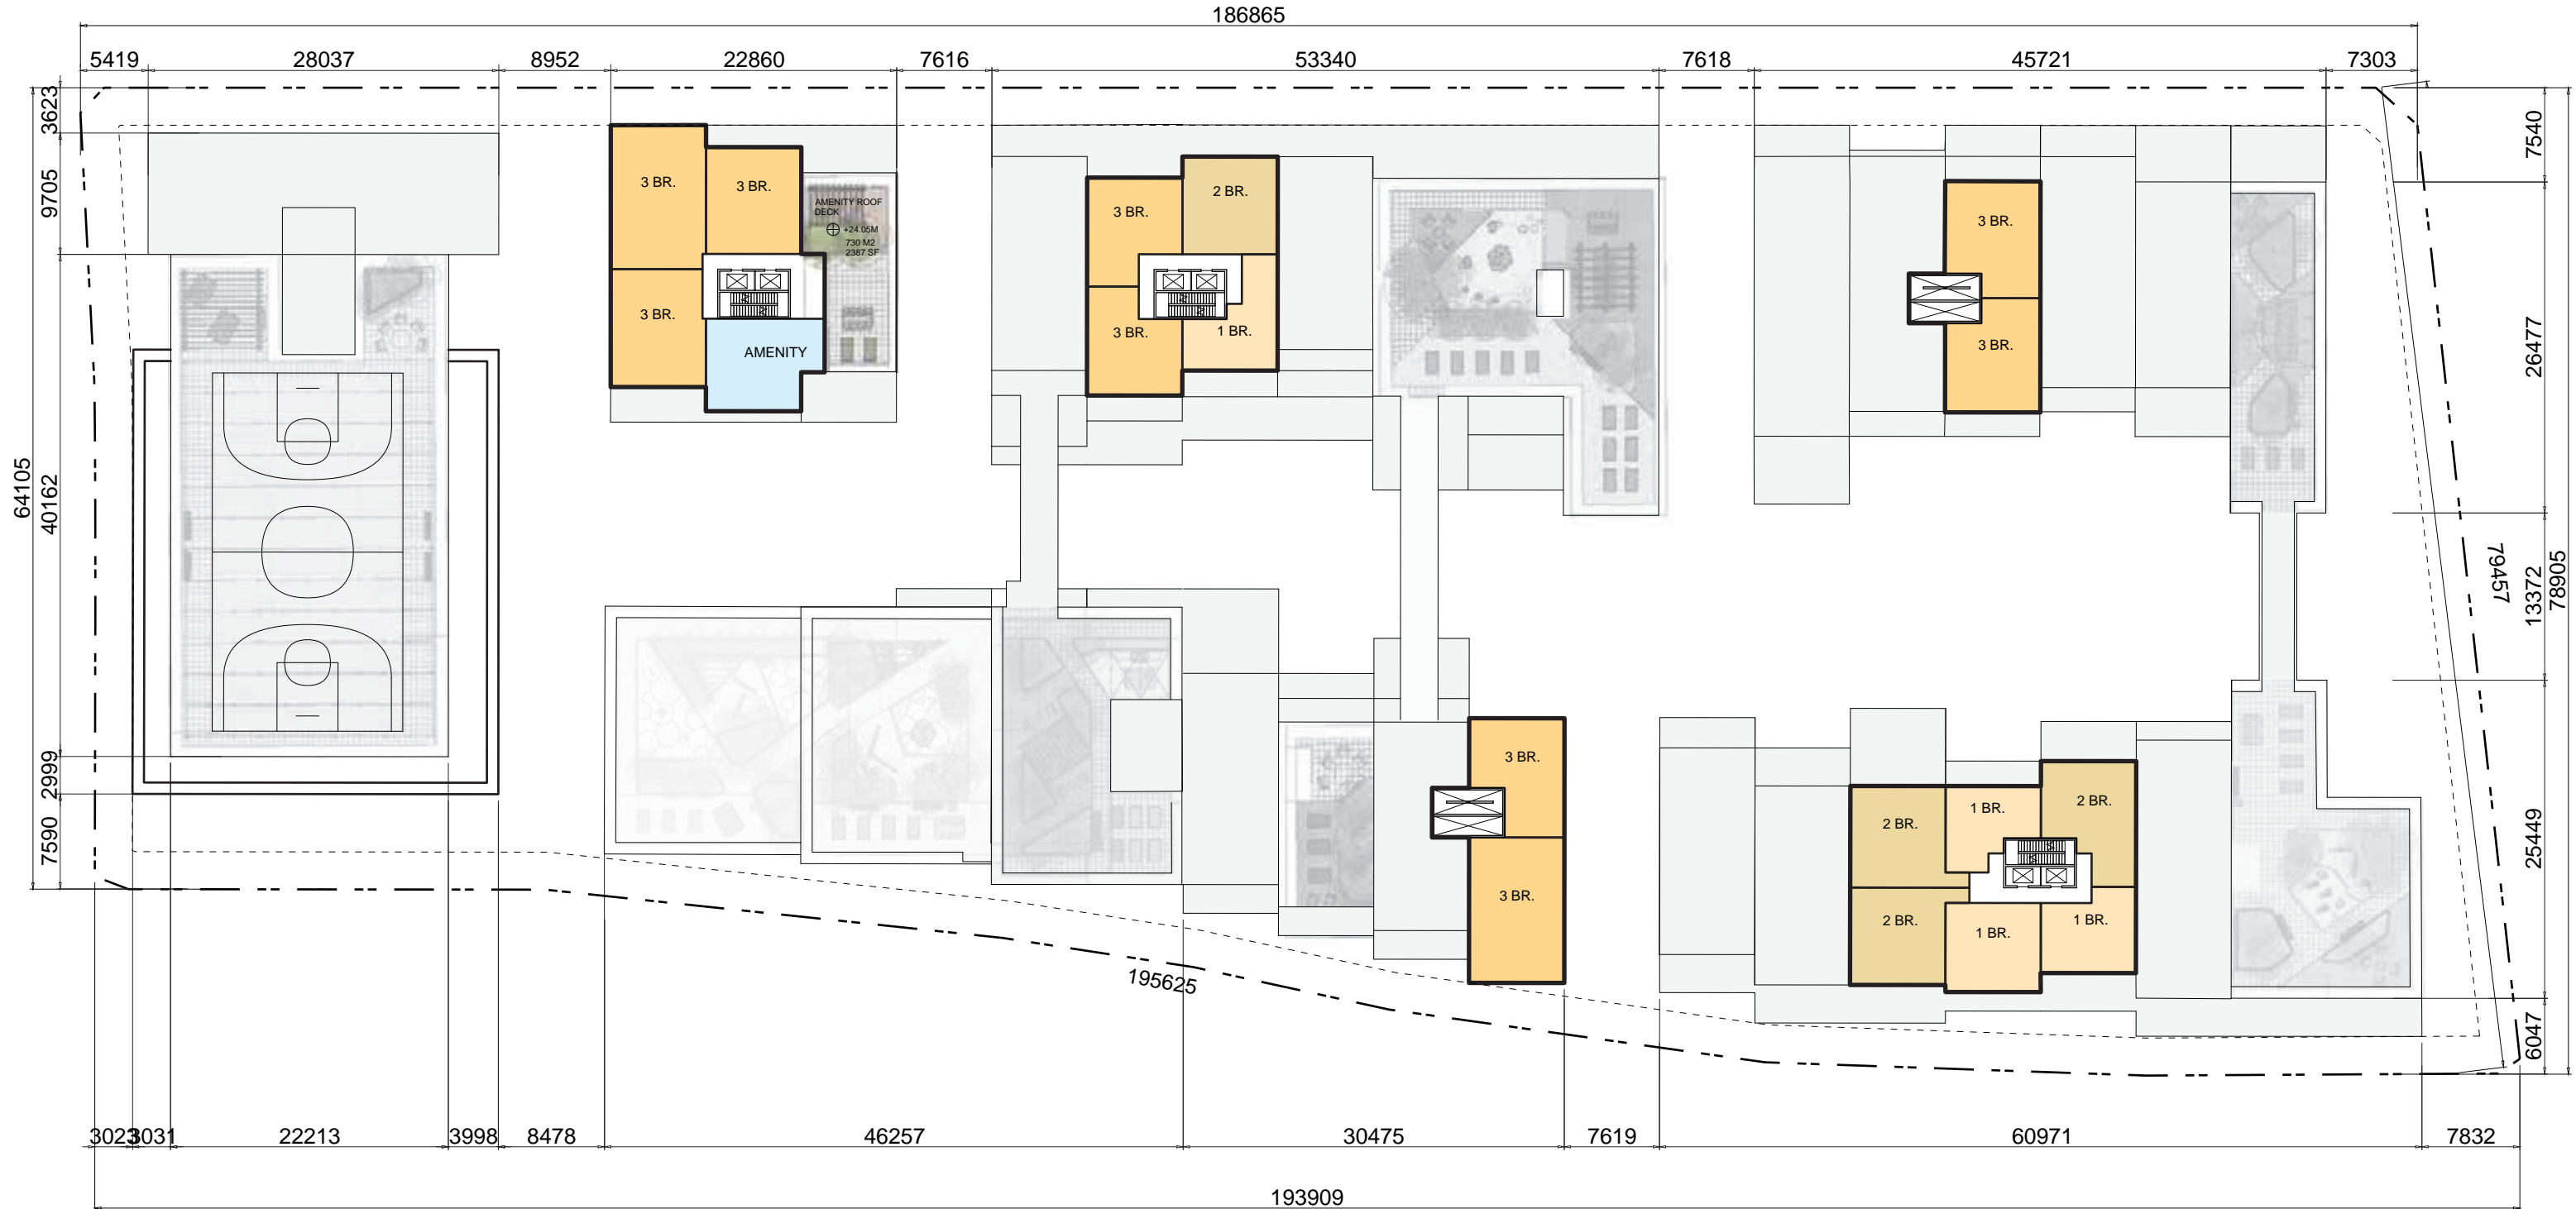 186865
5419 28037 8952 22860 7616 53340 7618 45721 7303
3623
9705
64105
40162
2999
7590
7540
26477
13372
78905
79457
25449
6047
3 BR.
3 BR.
3 BR.
AMENITY
AMENITY ROOF
DECK
+24.05M
730 M2
2387 SF
3 BR.
2 BR.
3 BR.
1 BR.
3 BR.
3 BR.
3 BR.
3 BR.
2 BR.
1 BR.
2 BR.
2 BR.
1 BR.
1 BR.
195625
3023 3031 22213 3998 8478 46257 30475 7619 60971 7832
193909